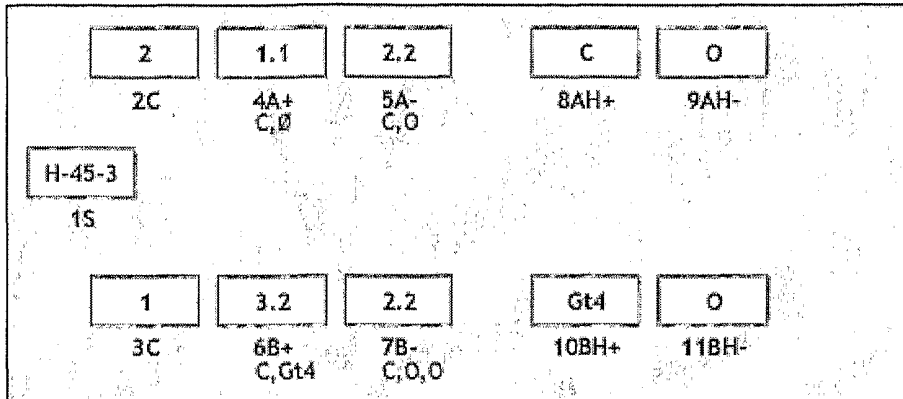 2 1.1 2.2 C O
2C 4A+ 5A- 8AH+ 9AH-
C,Ø C,O
H-45-3
1S
1 3.2 2.2 Gt4 O
3C 6B+ 7B- 10BH+ 11BH-
C,Gt4 C,O,O